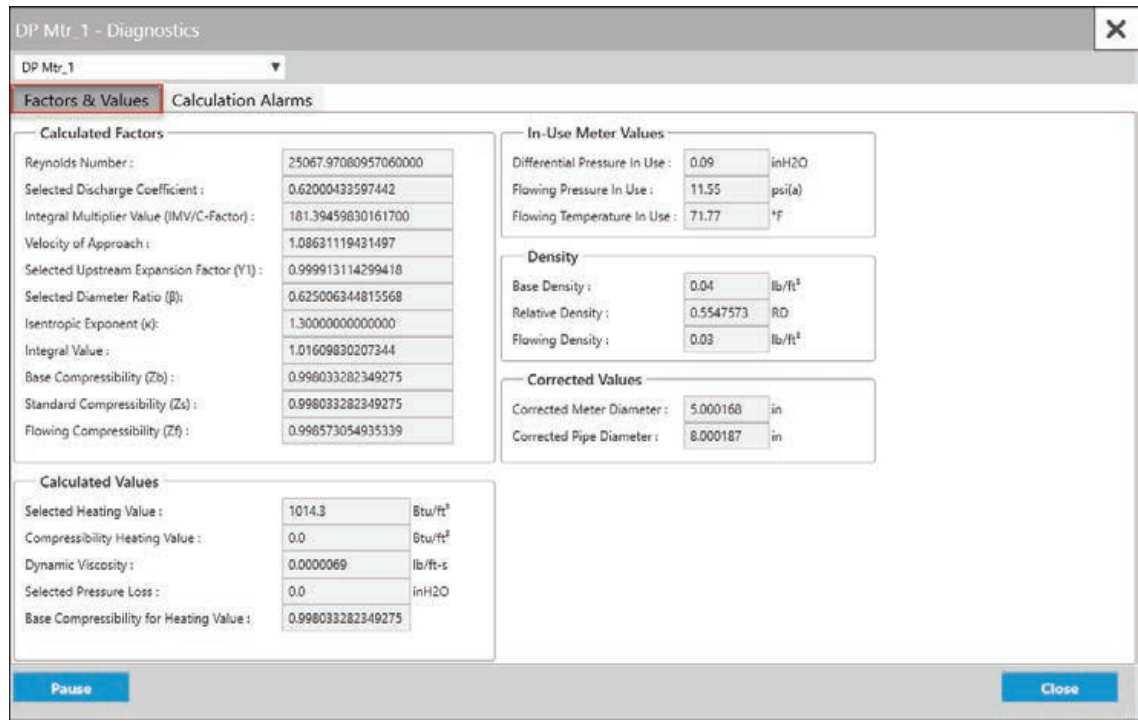 DP Mtr_1 - Diagnostics
DP Mtr_1
Factors & Values Calculation Alarms
Calculated Factors
Reynolds Number : 25067.97080957060000
Selected Discharge Coefficient : 0.62000433597442
Integral Multiplier Value (IMV/C-Factor) : 181.39459830161700
Velocity of Approach : 1.08631119431497
Selected Upstream Expansion Factor (Y1) : 0.999913114299418
Selected Diameter Ratio (β): 0.625006344815568
Isentropic Exponent (κ): 1.30000000000000
Integral Value : 1.01609830207344
Base Compressibility (Zb) : 0.998033282349275
Standard Compressibility (Zs) : 0.998033282349275
Flowing Compressibility (Zf) : 0.998573054935339
Calculated Values
Selected Heating Value : 1014.3 Btu/ft³
Compressibility Heating Value : 0.0 Btu/ft³
Dynamic Viscosity : 0.0000069 lb/ft-s
Selected Pressure Loss : 0.0 inH2O
Base Compressibility for Heating Value : 0.998033282349275
In-Use Meter Values
Differential Pressure In Use : 0.09 inH2O
Flowing Pressure In Use : 11.55 psi(a)
Flowing Temperature In Use : 71.77 °F
Density
Base Density : 0.04 lb/ft³
Relative Density : 0.5547573 RD
Flowing Density : 0.03 lb/ft³
Corrected Values
Corrected Meter Diameter : 5.000168 in
Corrected Pipe Diameter : 8.000187 in
Pause Close